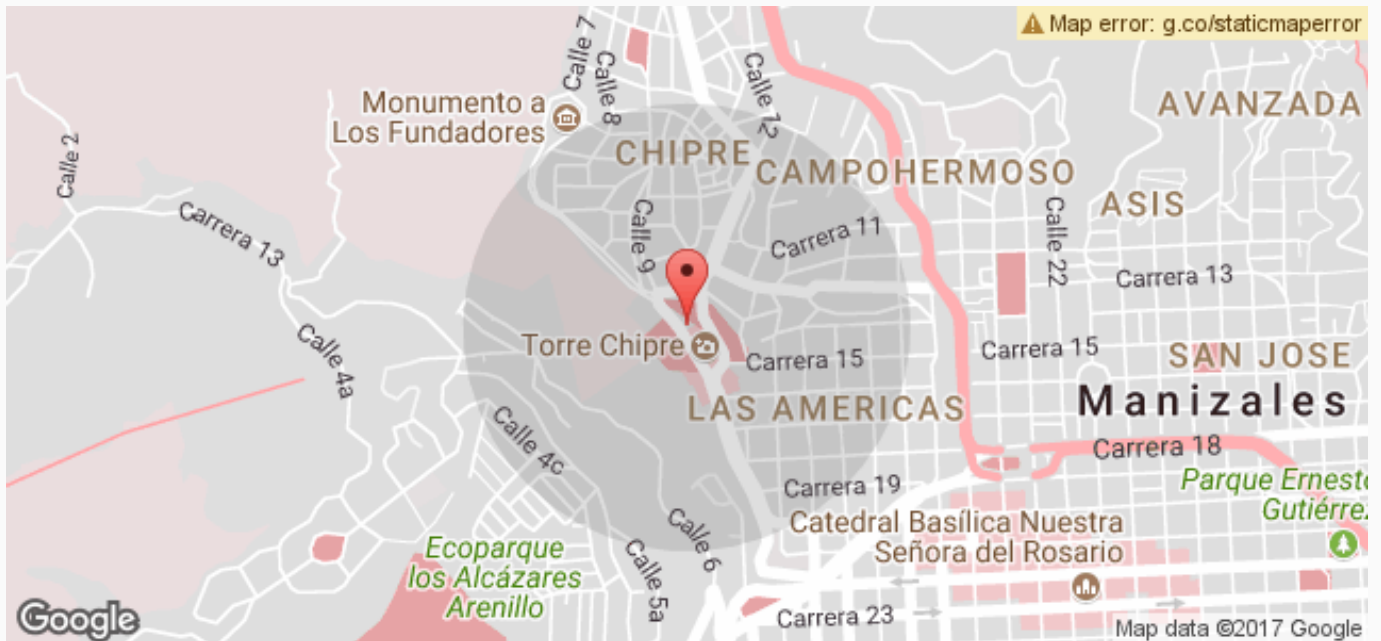 Map error: g.co/staticmaperror
Calle 7
Calle 8
Calle 12
Monumento a
Los Fundadores
AVANZADA
CHIPRE
CAMPOHERMOSO
Calle 2
ASIS
Carrera 13
Calle 9
Carrera 11
Calle 22
Carrera 13
Calle 4a
Torre Chipre
Carrera 15
Carrera 15
SAN JOSE
LAS AMERICAS
Manizales
Calle 4c
Carrera 18
Carrera 19
Parque Ernesto
Gutiérrez
Calle 6
Catedral Basílica Nuestra
Señora del Rosario
Ecoparque
los Alcázares
Arenillo
Calle 5a
Carrera 23
Google
Map data ©2017 Google